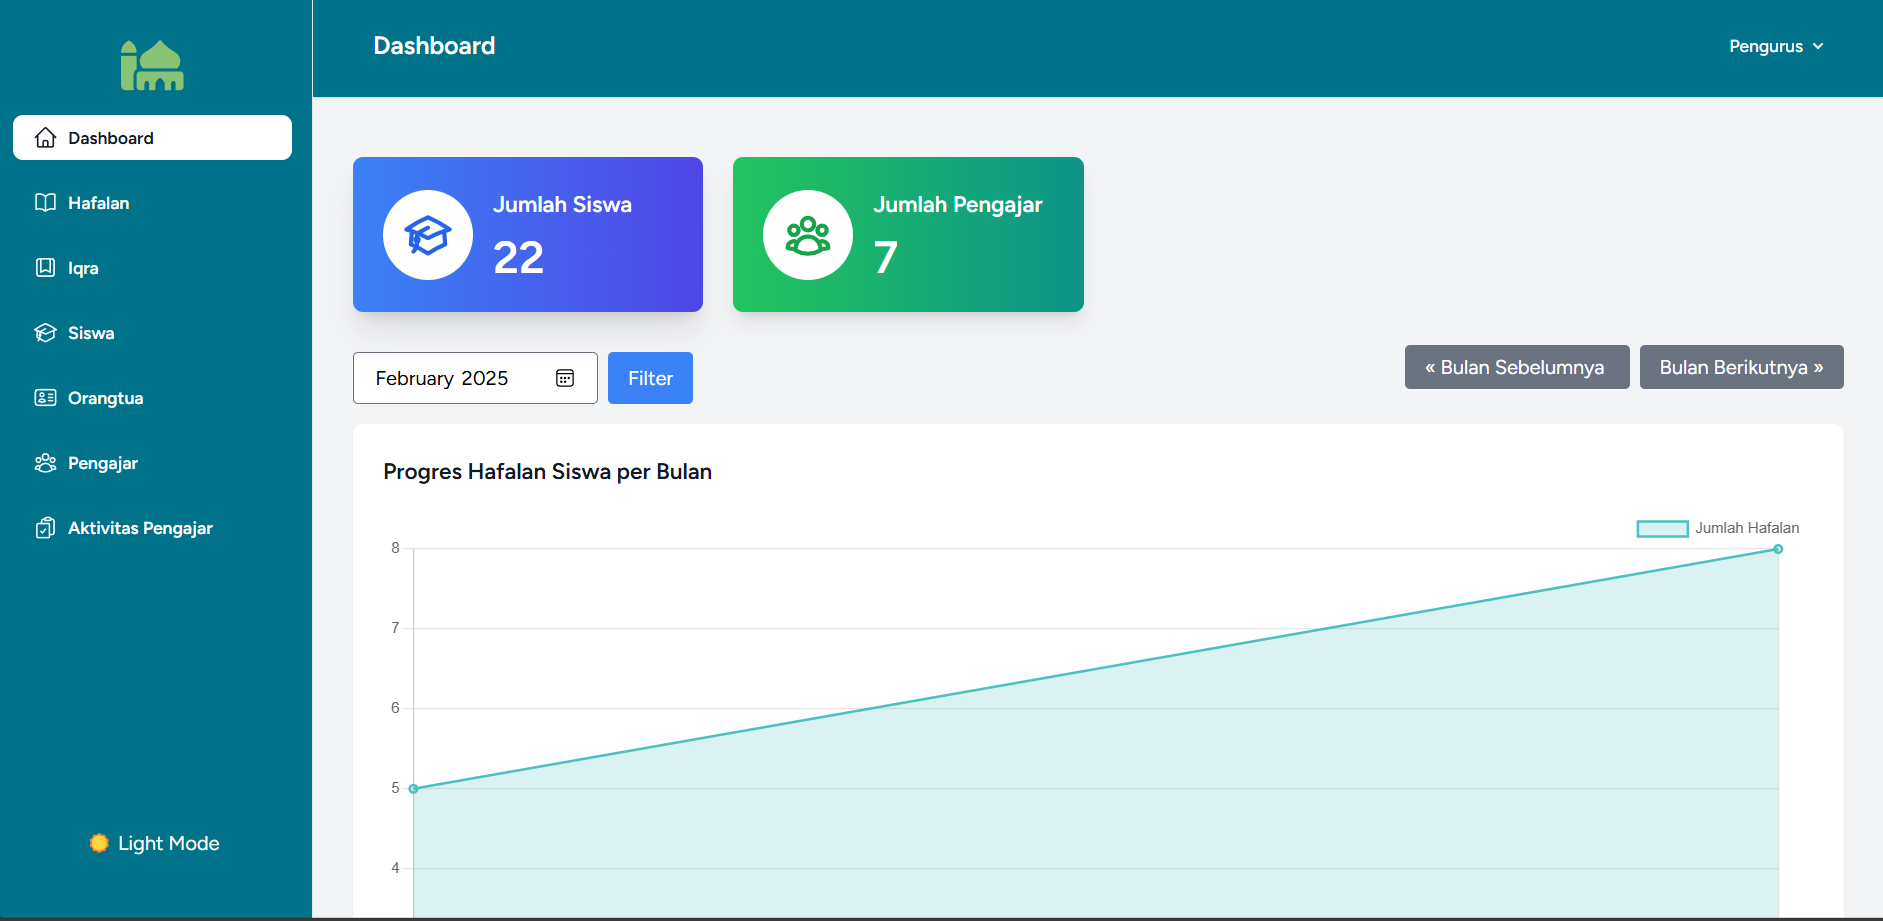 Dashboard
Pengurus
Dashboard
Hafalan
Iqra
Siswa
Orangtua
Pengajar
Aktivitas Pengajar
Light Mode
Jumlah Siswa
22
Jumlah Pengajar
7
February 2025
Filter
« Bulan Sebelumnya
Bulan Berikutnya »
Progres Hafalan Siswa per Bulan
Jumlah Hafalan
8
7
6
5
4